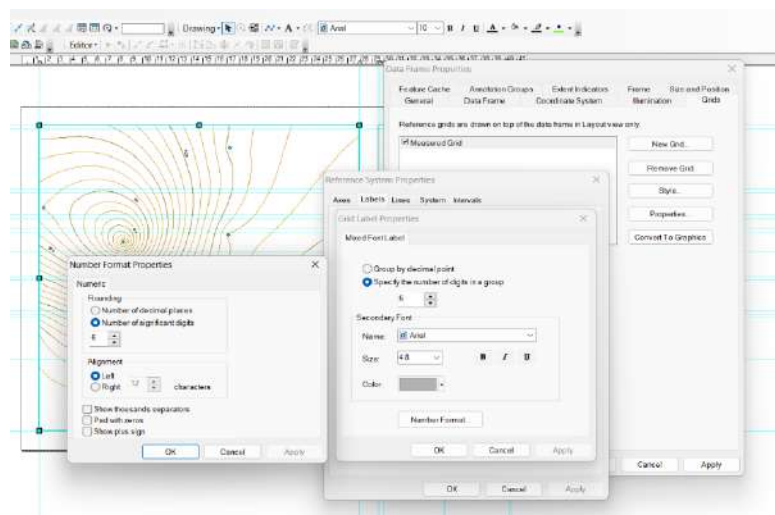 Drawing
Arial
10
B I U A
Editor
Data Frame Properties
Feature Cache Annotation Groups Extent Indicators Frame Size and Position
General Data Frame Coordinate System Illumination Grids
Reference grids are drawn on top of the data frame in Layout view only.
Measured Grid
New Grid...
Remove Grid
Style...
Properties...
Convert To Graphics
Reference System Properties
Axes Labels Lines System Intervals
Grid Label Properties
Mixed Font Label
Group by decimal point
Specify the number of digits in a group
6
Secondary Font
Name: Arial
Size: 4.8 B I U
Color:
Number Format...
OK Cancel Apply
Number Format Properties
Numeric
Rounding
Number of decimal places
Number of significant digits
6
Alignment
Left
Right 12 characters
Show thousands separators
Pad with zeros
Show plus sign
OK Cancel Apply
Cancel Apply
OK Cancel Apply